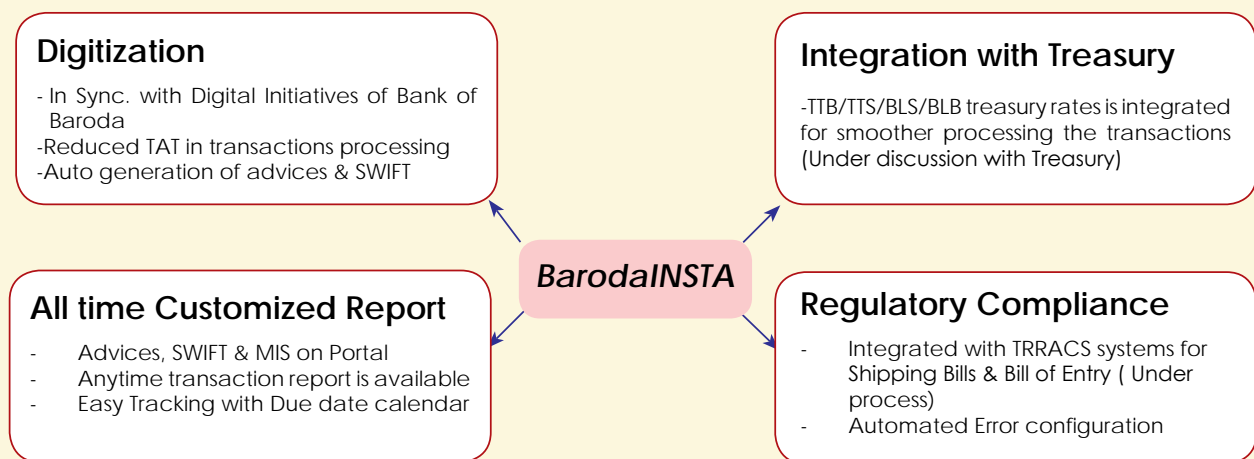 Digitization
- In Sync. with Digital Initiatives of Bank of
Baroda
-Reduced TAT in transactions processing
-Auto generation of advices & SWIFT
Integration with Treasury
-TTB/TTS/BLS/BLB treasury rates is integrated
for smoother processing the transactions
(Under discussion with Treasury)
BarodaINSTA
All time Customized Report
- Advices, SWIFT & MIS on Portal
- Anytime transaction report is available
- Easy Tracking with Due date calendar
Regulatory Compliance
- Integrated with TRRACS systems for
Shipping Bills & Bill of Entry ( Under
process)
- Automated Error configuration